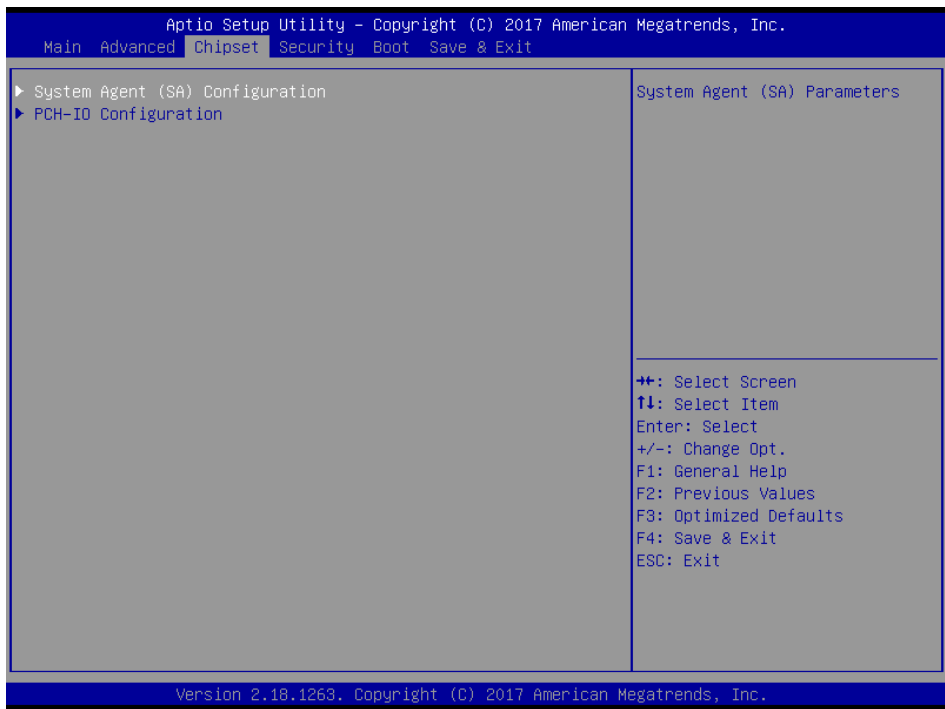 Aptio Setup Utility – Copyright (C) 2017 American Megatrends, Inc.
Main Advanced Chipset Security Boot Save & Exit
▶ System Agent (SA) Configuration
▶ PCH-IO Configuration
System Agent (SA) Parameters
→←: Select Screen
↑↓: Select Item
Enter: Select
+/-: Change Opt.
F1: General Help
F2: Previous Values
F3: Optimized Defaults
F4: Save & Exit
ESC: Exit
Version 2.18.1263. Copyright (C) 2017 American Megatrends, Inc.